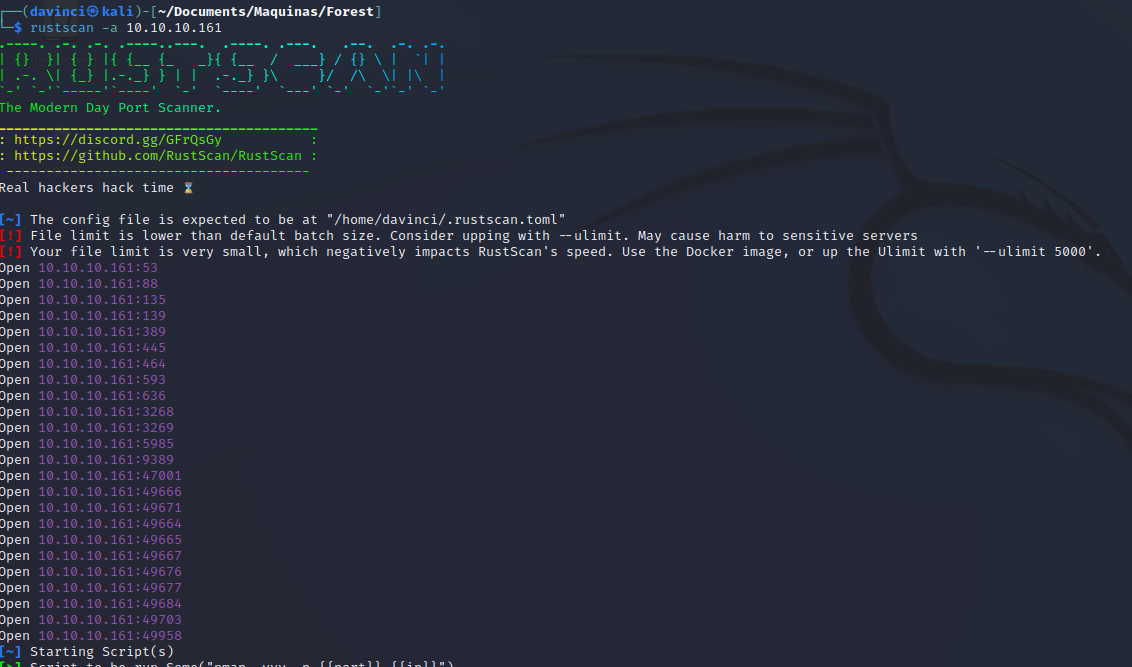 ┌──(davinci㉿kali)-[~/Documents/Maquinas/Forest]
└─$ rustscan -a 10.10.10.161
.----. .-. .-. .----..---.  .----. .---.   .--.  .-. .-.
| {}  }| { } |{ {__ {_   _}{ {__  /  ___} / {} \ |  `| |
| .-. \| {_} |.-._} } | |  .-._} }\     }/  /\  \| |\  |
`-' `-'`-----'`----'  `-'  `----'  `---' `-'  `-'`-' `-'
The Modern Day Port Scanner.
________________________________________
: https://discord.gg/GFrQsGy           :
: https://github.com/RustScan/RustScan :
 --------------------------------------
Real hackers hack time ⌛
[~] The config file is expected to be at "/home/davinci/.rustscan.toml"
[!] File limit is lower than default batch size. Consider upping with --ulimit. May cause harm to sensitive servers
[!] Your file limit is very small, which negatively impacts RustScan's speed. Use the Docker image, or up the Ulimit with '--ulimit 5000'.
Open 10.10.10.161:53
Open 10.10.10.161:88
Open 10.10.10.161:135
Open 10.10.10.161:139
Open 10.10.10.161:389
Open 10.10.10.161:445
Open 10.10.10.161:464
Open 10.10.10.161:593
Open 10.10.10.161:636
Open 10.10.10.161:3268
Open 10.10.10.161:3269
Open 10.10.10.161:5985
Open 10.10.10.161:9389
Open 10.10.10.161:47001
Open 10.10.10.161:49666
Open 10.10.10.161:49671
Open 10.10.10.161:49664
Open 10.10.10.161:49665
Open 10.10.10.161:49667
Open 10.10.10.161:49676
Open 10.10.10.161:49677
Open 10.10.10.161:49684
Open 10.10.10.161:49703
Open 10.10.10.161:49958
[~] Starting Script(s)
[>] Script to be run Some("nmap -vvv -p {{port}} {{ip}}")